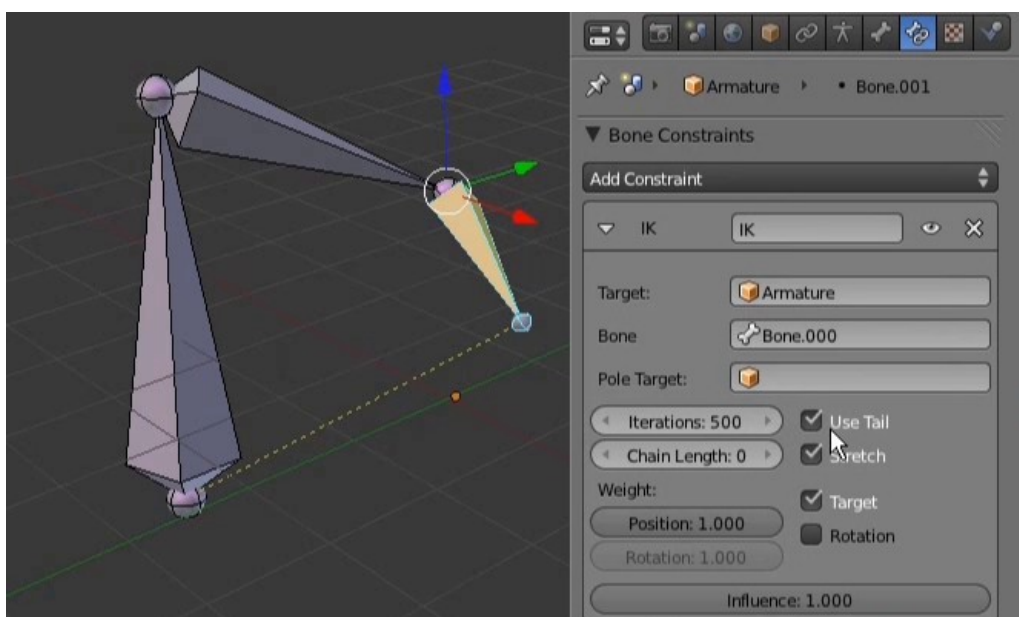 Armature
Bone.001
Bone Constraints
Add Constraint
IK
IK
Target:
Armature
Bone
Bone.000
Pole Target:
Iterations: 500
Use Tail
Chain Length: 0
Stretch
Weight:
Target
Position: 1.000
Rotation
Rotation: 1.000
Influence: 1.000